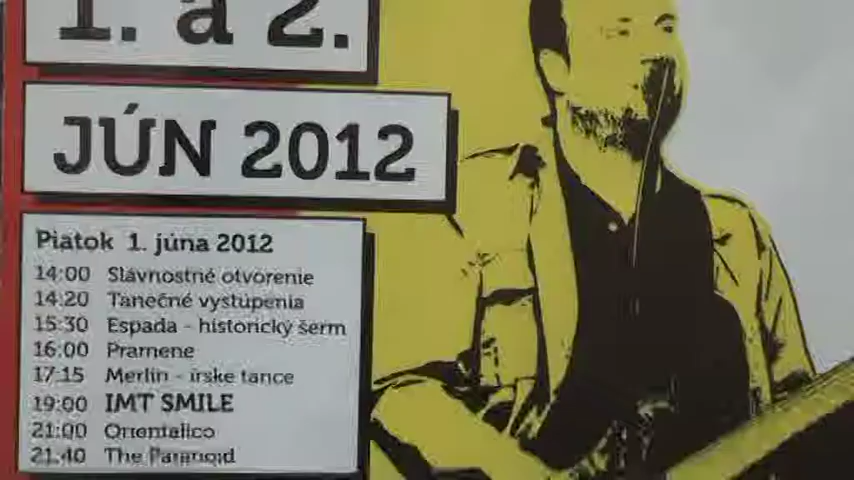 1. a 2.
JÚN 2012
Piatok 1. júna 2012
14:00 Slávnostné otvorenie
14:20 Tanečné vystúpenia
15:30 Espada - historický šerm
16:00 Pramene
17:15 Merlin - írske tance
19:00 IMT SMILE
21:00 Orientalico
21:40 The Paranoid